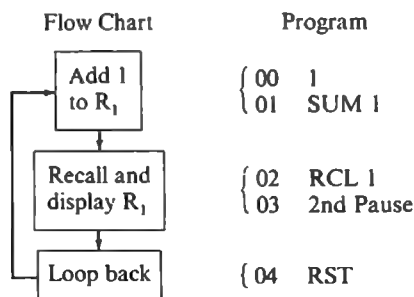 Flow Chart Program
Add 1
to R₁
{ 00 1
01 SUM 1
Recall and
display R₁
{ 02 RCL 1
03 2nd Pause
Loop back
{ 04 RST